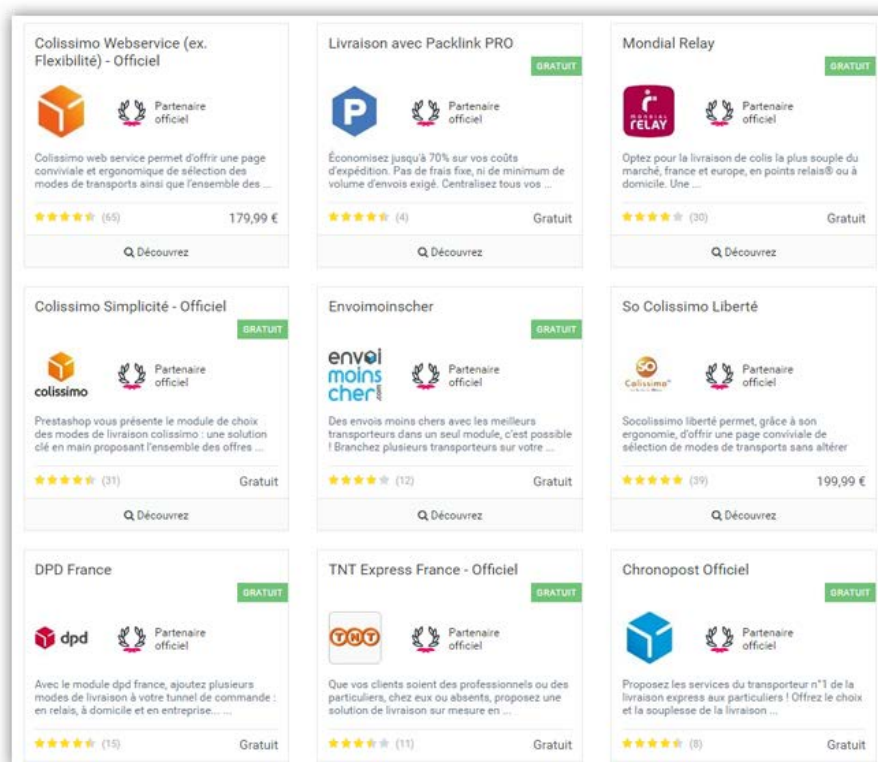 Colissimo Webservice (ex.
Flexibilité) - Officiel
Partenaire
officiel
Colissimo web service permet d'offrir une page
conviviale et ergonomique de sélection des
modes de transports ainsi que l'ensemble des ...
(65) 179,99 €
Découvrez
Livraison avec Packlink PRO
GRATUIT
P
Partenaire
officiel
Économisez jusqu'à 70% sur vos coûts
d'expédition. Pas de frais fixe, ni de minimum de
volume d'envois exigé. Centralisez tous vos ...
(4) Gratuit
Découvrez
Mondial Relay
GRATUIT
MONDIAL
RELAY
Partenaire
officiel
Optez pour la livraison de colis la plus souple du
marché, france et europe, en points relais® ou à
domicile. Une ...
(30) Gratuit
Découvrez
Colissimo Simplicité - Officiel
GRATUIT
colissimo
Partenaire
officiel
Prestashop vous présente le module de choix
des modes de livraison colissimo : une solution
clé en main proposant l'ensemble des offres ...
(31) Gratuit
Découvrez
Envoimoinscher
GRATUIT
envoi
moins
cher.com
Partenaire
officiel
Des envois moins chers avec les meilleurs
transporteurs dans un seul module, c'est possible
! Branchez plusieurs transporteurs sur votre ...
(12) Gratuit
Découvrez
So Colissimo Liberté
SO
Colissimo
Partenaire
officiel
Socolissimo liberté permet, grâce à son
ergonomie, d'offrir une page conviviale de
sélection de modes de transports sans altérer
(39) 199,99 €
Découvrez
DPD France
GRATUIT
dpd
Partenaire
officiel
Avec le module dpd france, ajoutez plusieurs
modes de livraison à votre tunnel de commande :
en relais, à domicile et en entreprise... ...
(15) Gratuit
TNT Express France - Officiel
GRATUIT
TNT
Partenaire
officiel
Que vos clients soient des professionnels ou des
particuliers, chez eux ou absents, proposez une
solution de livraison sur mesure en ...
(11) Gratuit
Chronopost Officiel
GRATUIT
Partenaire
officiel
Proposez les services du transporteur n°1 de la
livraison express aux particuliers ! Offrez le choix
et la souplesse de la livraison ...
(8) Gratuit